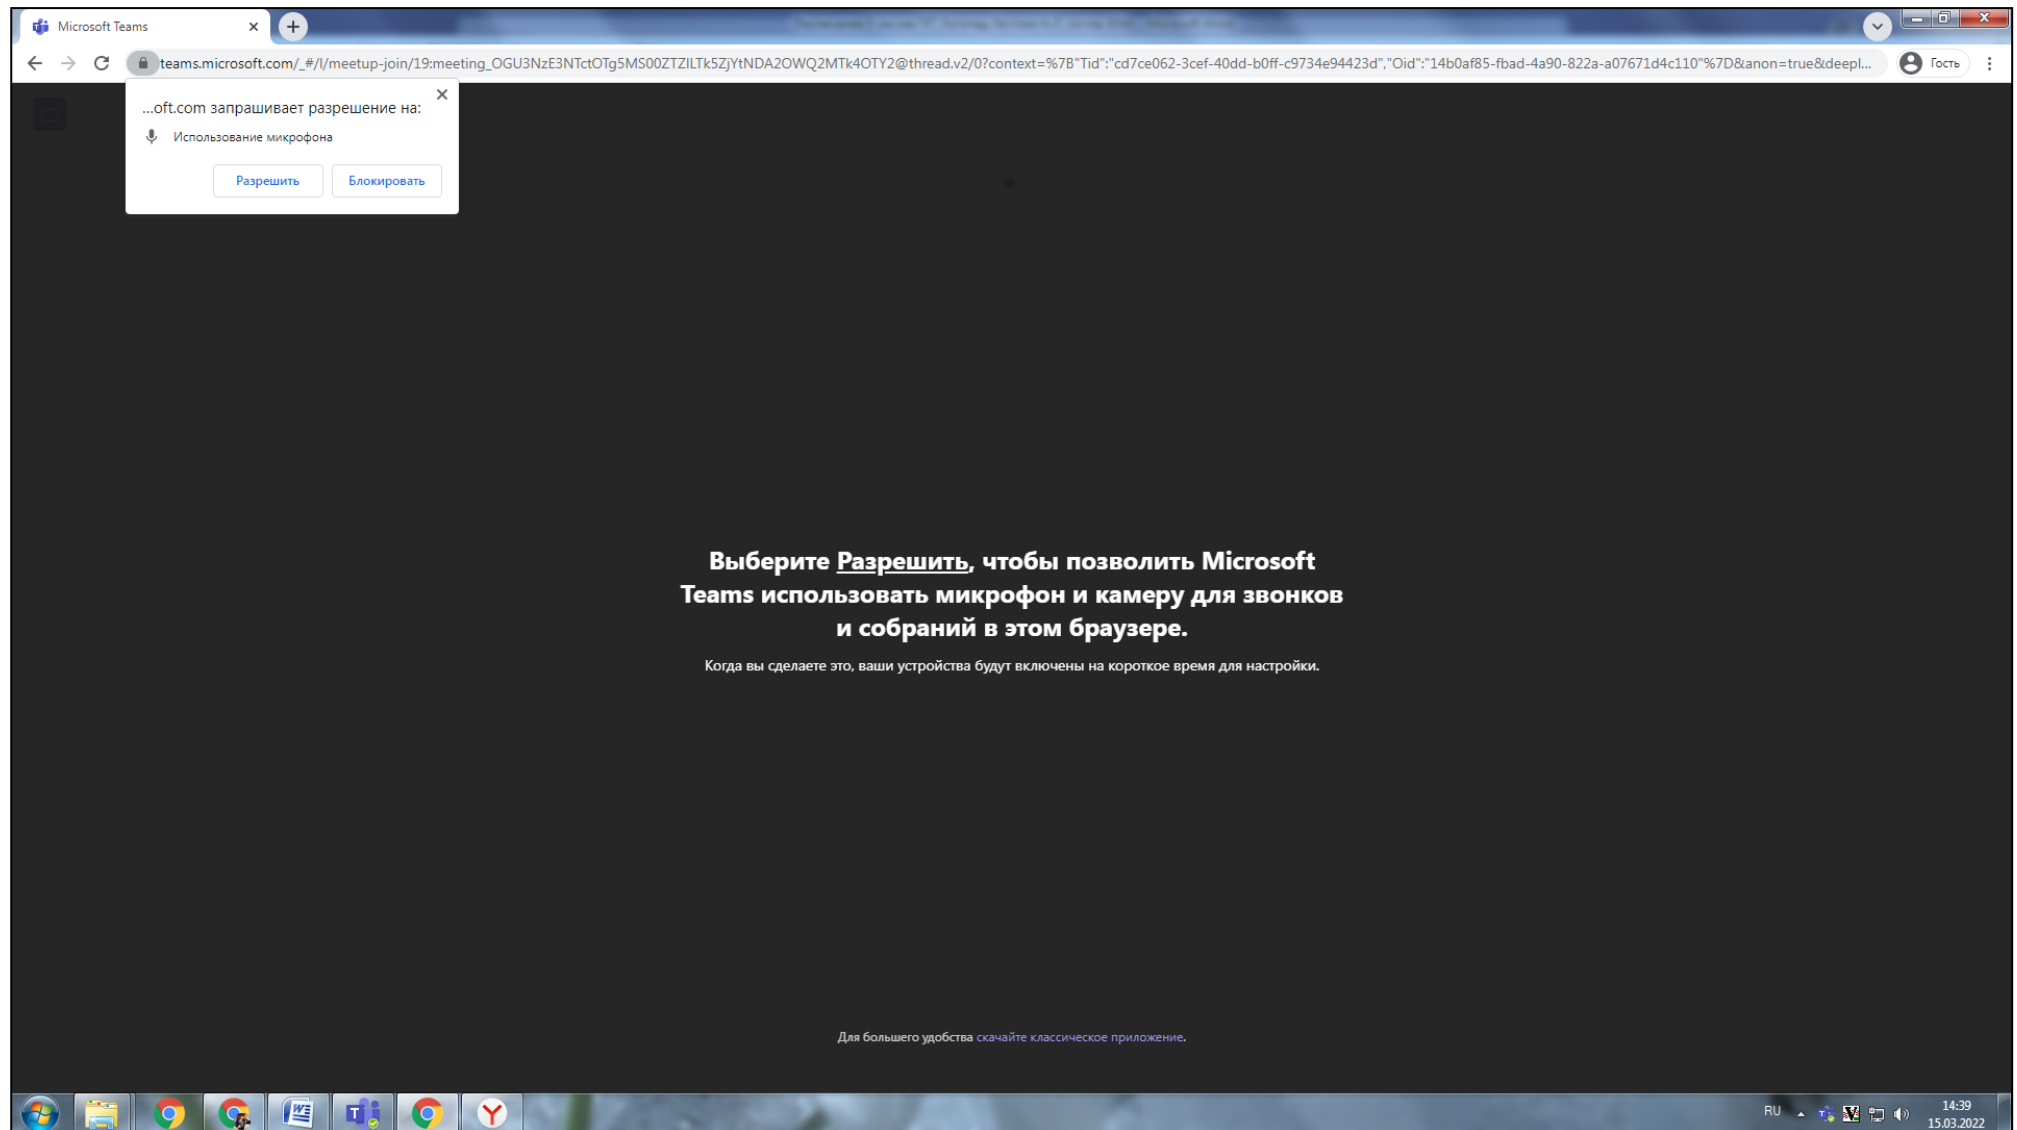 Microsoft Teams
teams.microsoft.com/_#/l/meetup-join/19:meeting_OGU3NzE3NTctOTg5MS00ZTZlLTk5ZjYtNDA2OWQ2MTk4OTY2@thread.v2/0?context=%7B"Tid":"cd7ce062-3cef-40dd-b0ff-c9734e94423d","Oid":"14b0af85-fbad-4a90-822a-a07671d4c110"%7D&anon=true&deepl...
Гость
...oft.com запрашивает разрешение на:
Использование микрофона
Разрешить Блокировать
Выберите Разрешить, чтобы позволить Microsoft
Teams использовать микрофон и камеру для звонков
и собраний в этом браузере.
Когда вы сделаете это, ваши устройства будут включены на короткое время для настройки.
Для большего удобства скачайте классическое приложение.
RU
14:39
15.03.2022